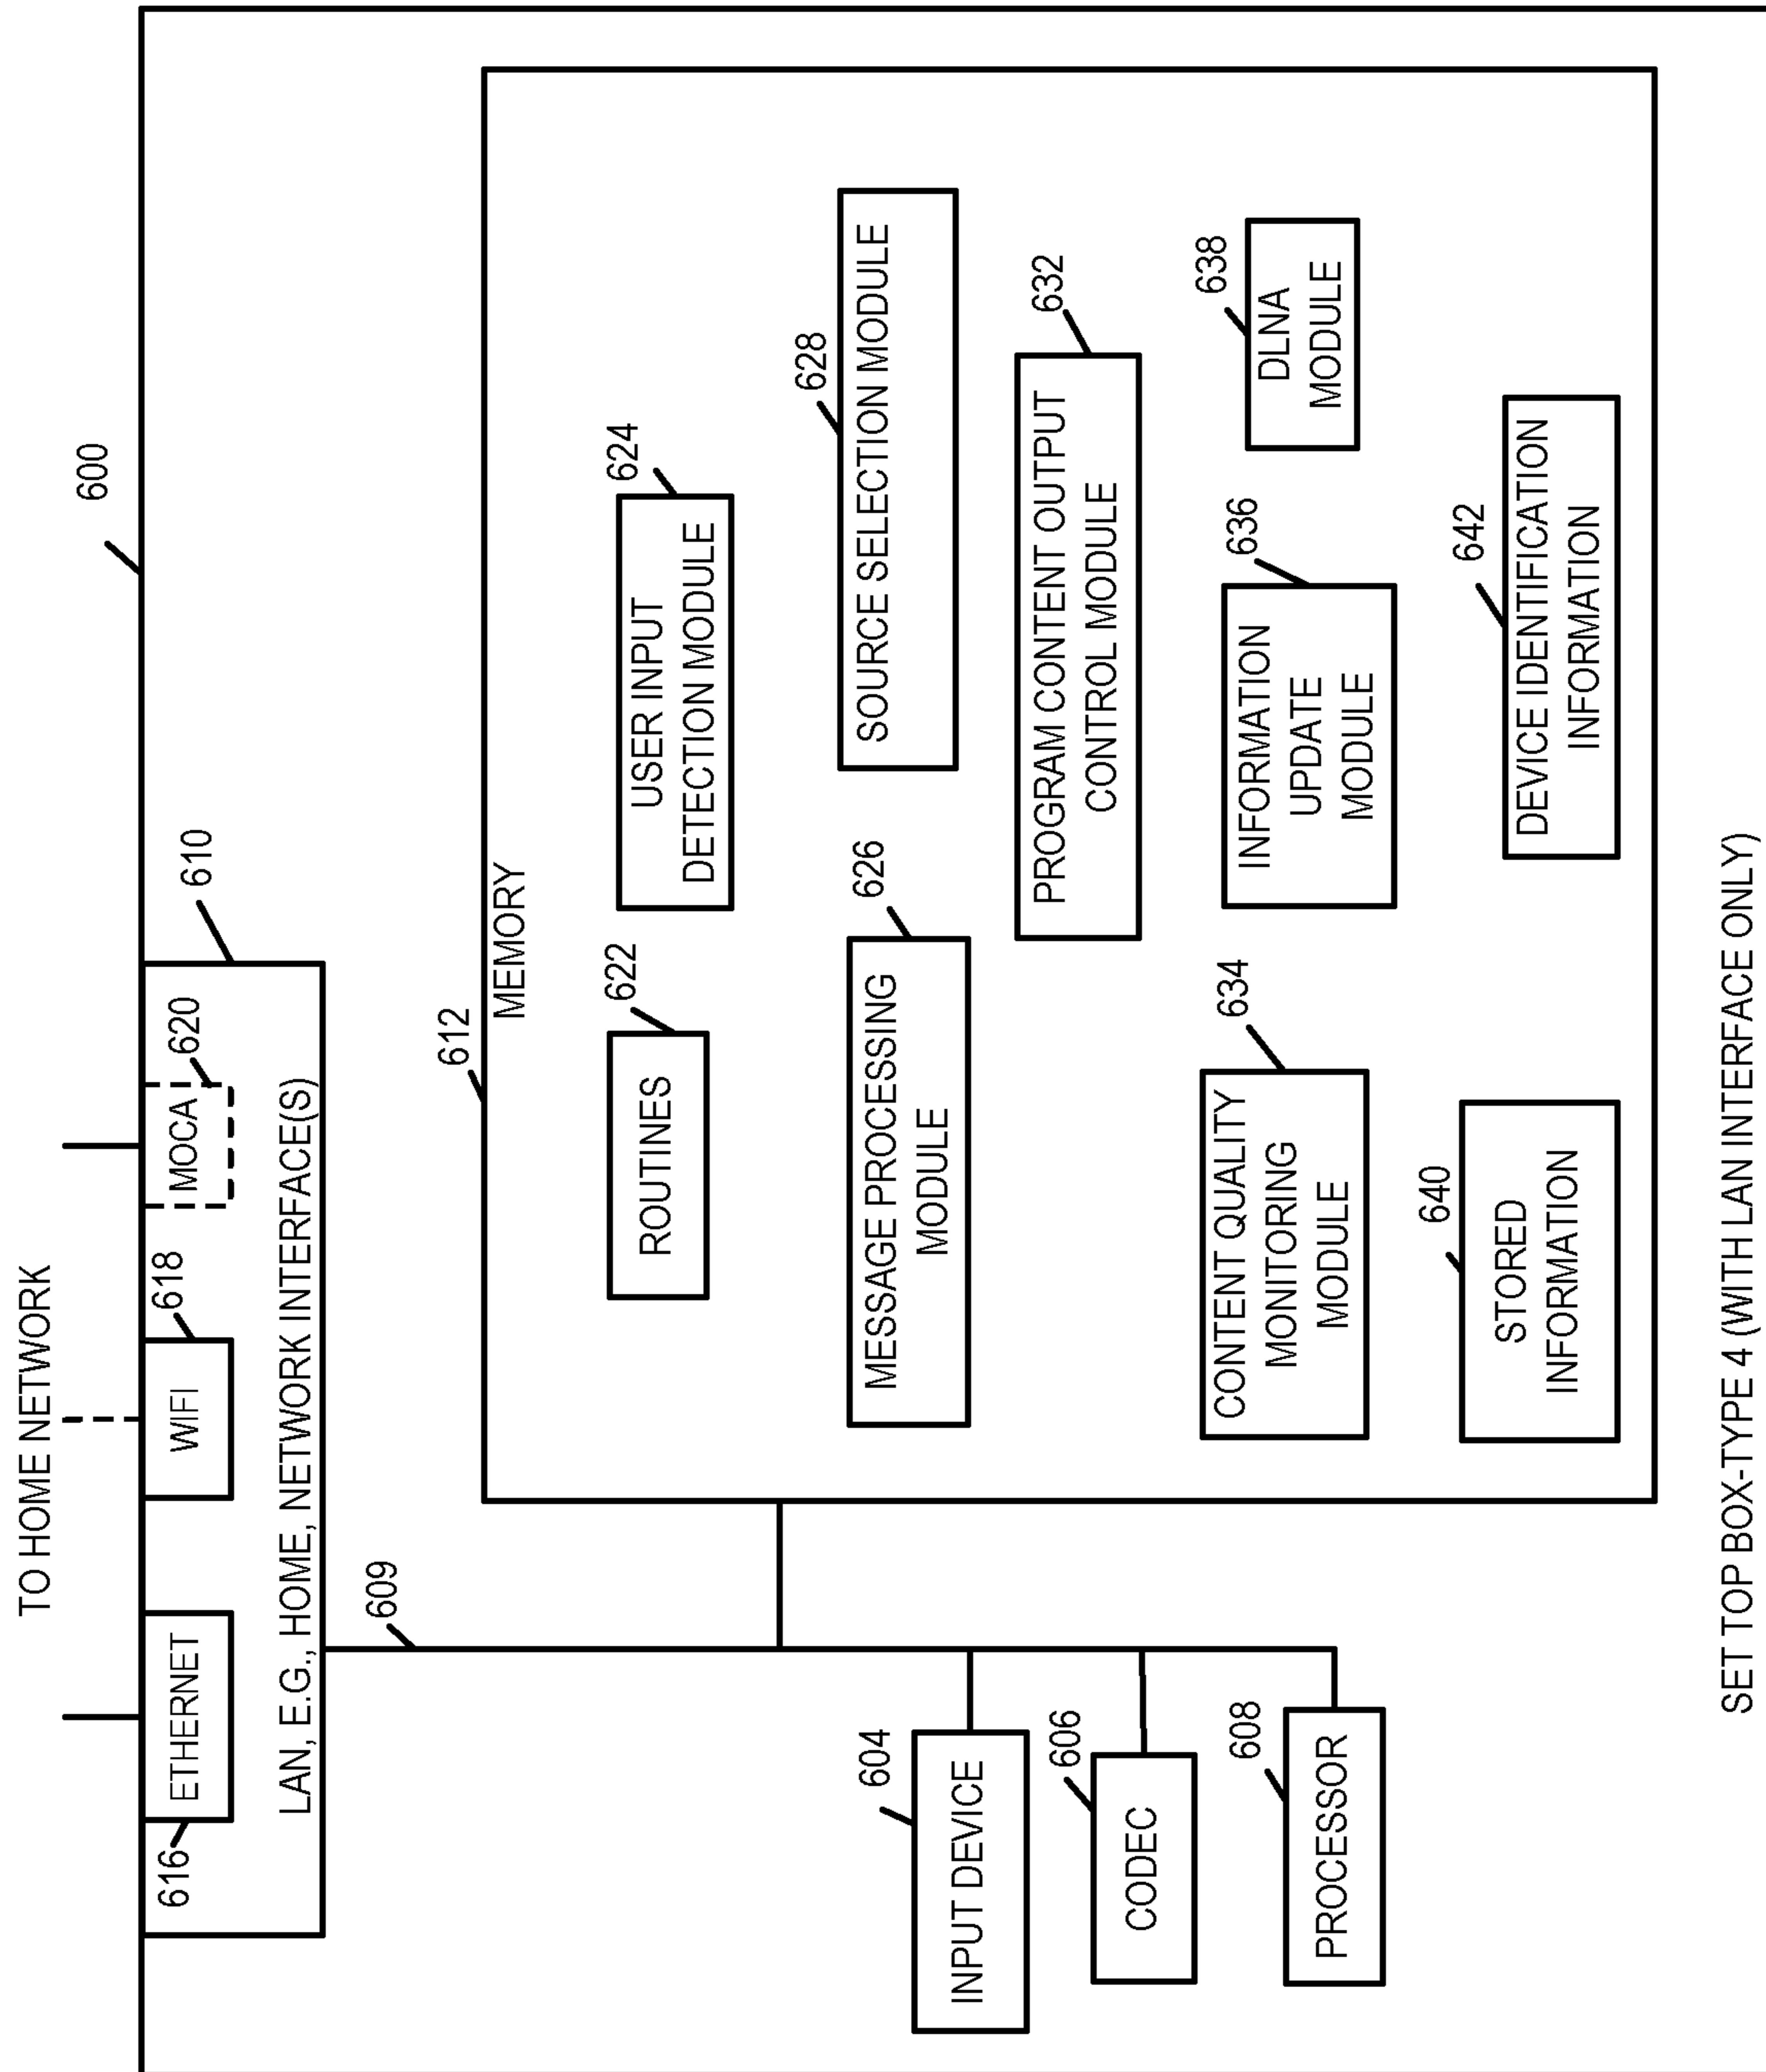 TO HOME NETWORK
600
616
ETHERNET
618
WIFI
620
MOCA
610
LAN, E.G., HOME, NETWORK INTERFACE(S)
609
612
MEMORY
622
ROUTINES
624
USER INPUT
DETECTION MODULE
604
INPUT DEVICE
626
MESSAGE PROCESSING
MODULE
628
SOURCE SELECTION MODULE
606
CODEC
632
PROGRAM CONTENT OUTPUT
CONTROL MODULE
608
PROCESSOR
634
CONTENT QUALITY
MONITORING
MODULE
636
INFORMATION
UPDATE
MODULE
638
DLNA
MODULE
640
STORED
INFORMATION
642
DEVICE IDENTIFICATION
INFORMATION
SET TOP BOX-TYPE 4 (WITH LAN INTERFACE ONLY)